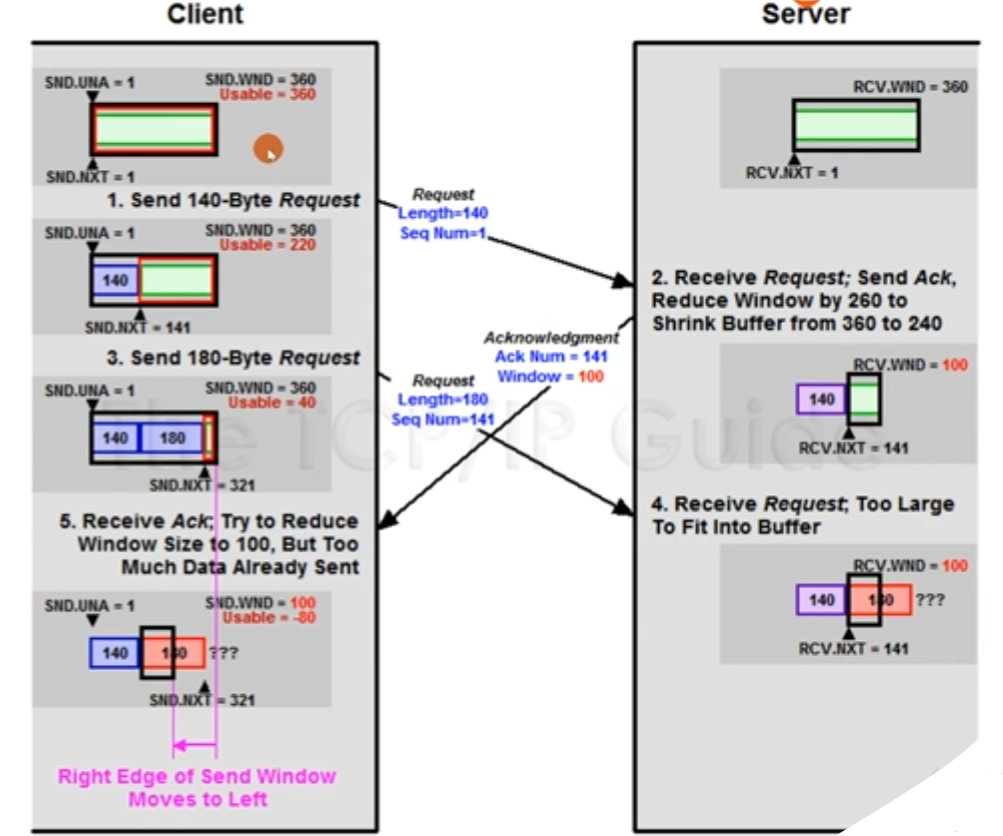 Client
Server
SND.UNA = 1
SND.WND = 360
Usable = 360
SND.NXT = 1
RCV.WND = 360
RCV.NXT = 1
1. Send 140-Byte Request
Request
Length=140
Seq Num=1
SND.UNA = 1
SND.WND = 360
Usable = 220
140
SND.NXT = 141
2. Receive Request; Send Ack,
Reduce Window by 260 to
Shrink Buffer from 360 to 240
Acknowledgment
Ack Num = 141
Window = 100
3. Send 180-Byte Request
Request
Length=180
Seq Num=141
RCV.WND = 100
140
RCV.NXT = 141
SND.UNA = 1
SND.WND = 360
Usable = 40
140 180
SND.NXT = 321
The TCP/IP Guide
4. Receive Request; Too Large
To Fit Into Buffer
5. Receive Ack; Try to Reduce
Window Size to 100, But Too
Much Data Already Sent
RCV.WND = 100
140 180 ???
RCV.NXT = 141
SND.UNA = 1
SND.WND = 100
Usable = -80
140 180 ???
SND.NXT = 321
Right Edge of Send Window
Moves to Left